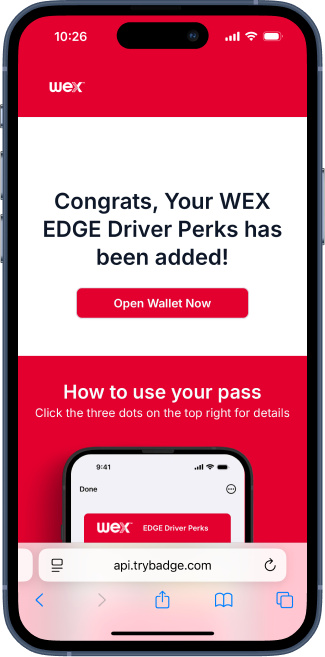 10:26
wex
Congrats, Your WEX
EDGE Driver Perks has
been added!
Open Wallet Now
How to use your pass
Click the three dots on the top right for details
9:41
Done
wex EDGE Driver Perks
api.trybadge.com